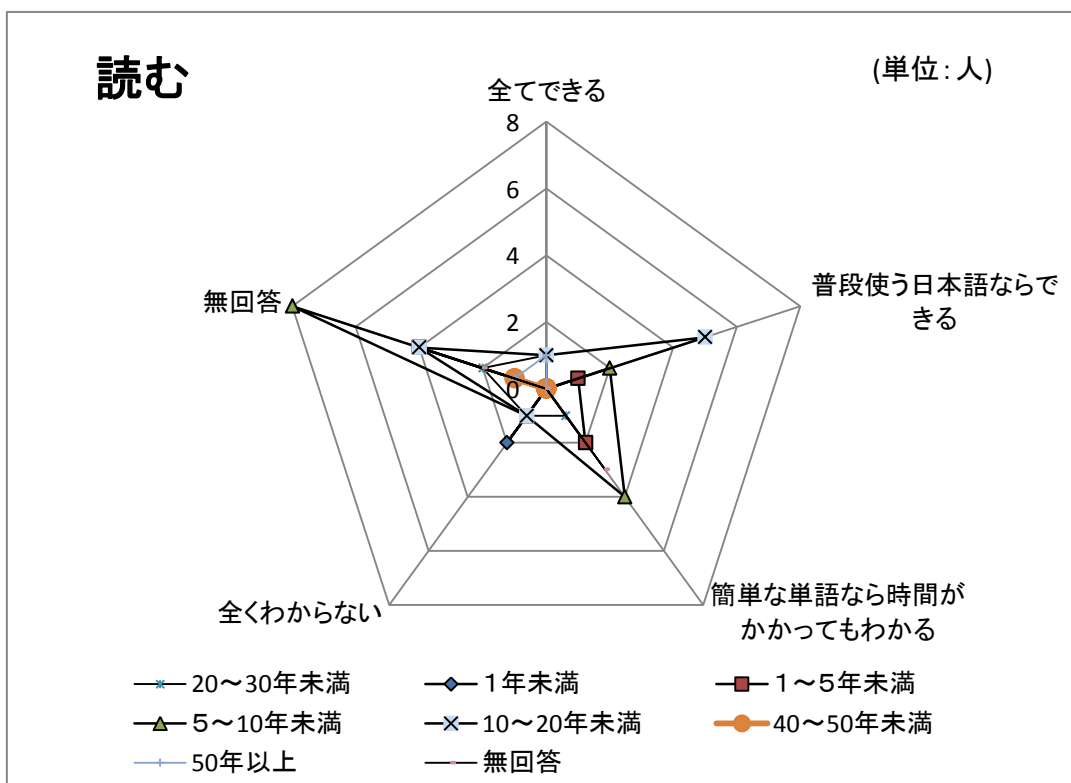 読む
(単位：人)
全てできる
8
6
4
2
0
普段使う日本語ならで
きる
無回答
簡単な単語なら時間が
かかってもわかる
全くわからない
20～30年未満
１年未満
１～５年未満
５～10年未満
10～20年未満
40～50年未満
50年以上
無回答